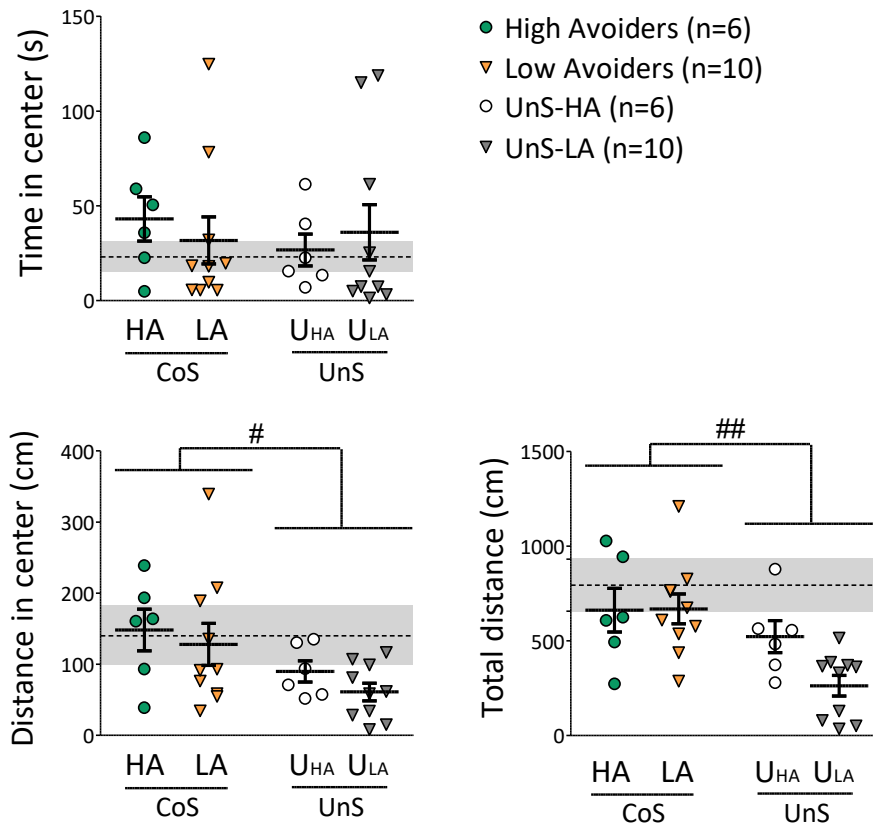 Time in center (s)
150
100
50
0
HA LA UHA ULA
CoS UnS
High Avoiders (n=6)
Low Avoiders (n=10)
UnS-HA (n=6)
UnS-LA (n=10)
Distance in center (cm)
400
300
200
100
0
#
HA LA UHA ULA
CoS UnS
Total distance (cm)
1500
1000
500
0
##
HA LA UHA ULA
CoS UnS